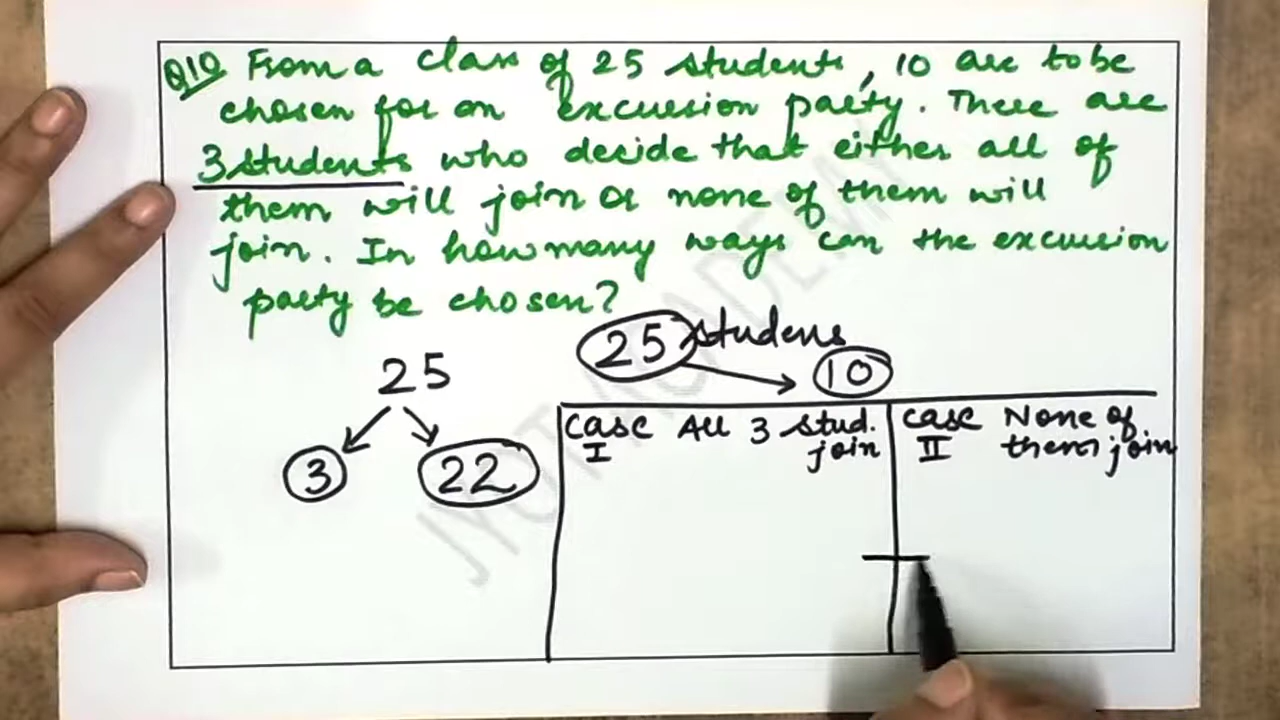 Q10 From a class of 25 students, 10 are to be
chosen for an excursion party. There are
3 students who decide that either all of
them will join or none of them will
join. In how many ways can the excursion
party be chosen?
25 studens
10
25
3 22
Case All 3 stud.
I join
Case None of
II them join
JYOTI ACADEMY